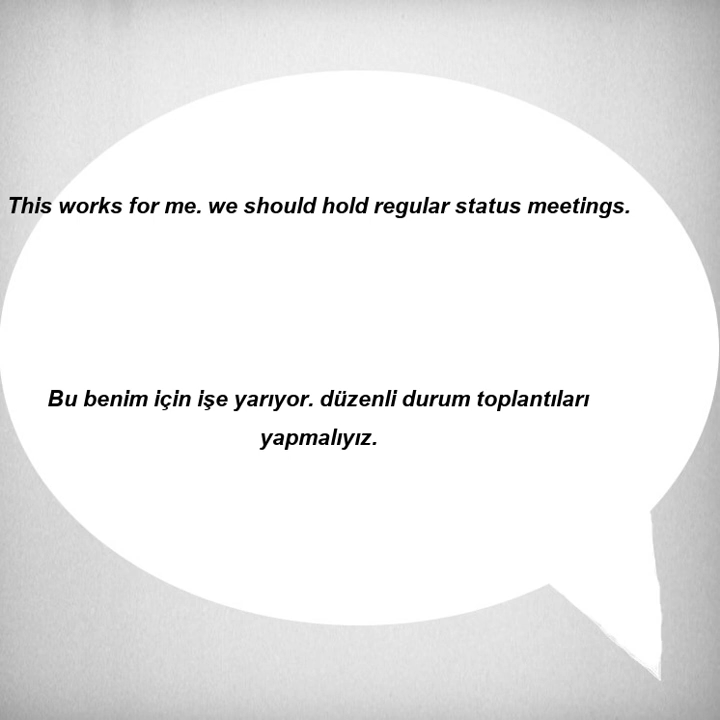 This works for me. we should hold regular status meetings.
Bu benim için işe yarıyor. düzenli durum toplantıları
yapmalıyız.